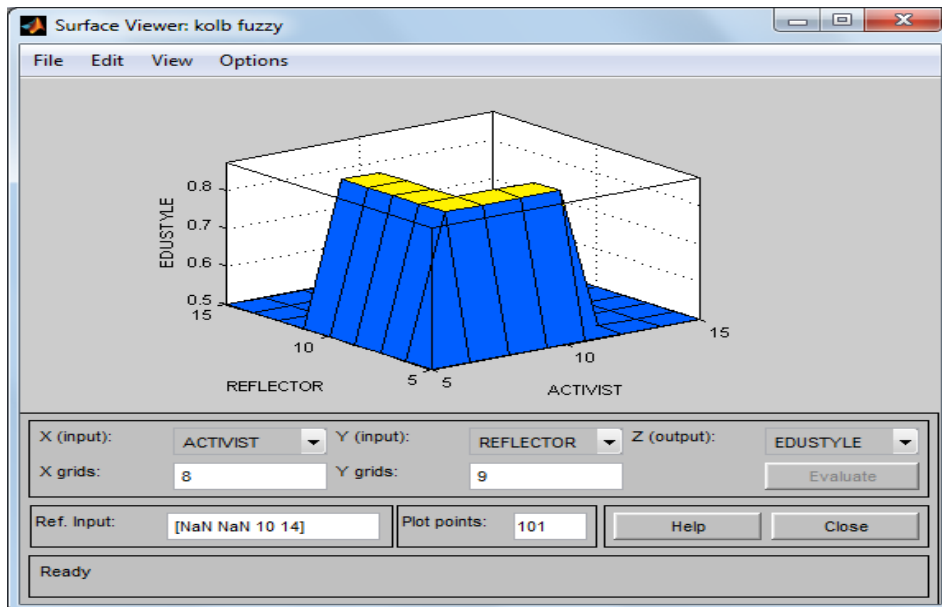 Surface Viewer: kolb fuzzy
File Edit View Options
EDUSTYLE
0.8
0.7
0.6
0.5
15
10
5
REFLECTOR
5
10
15
ACTIVIST
X (input): ACTIVIST Y (input): REFLECTOR Z (output): EDUSTYLE
X grids: 8 Y grids: 9 Evaluate
Ref. Input: [NaN NaN 10 14] Plot points: 101 Help Close
Ready